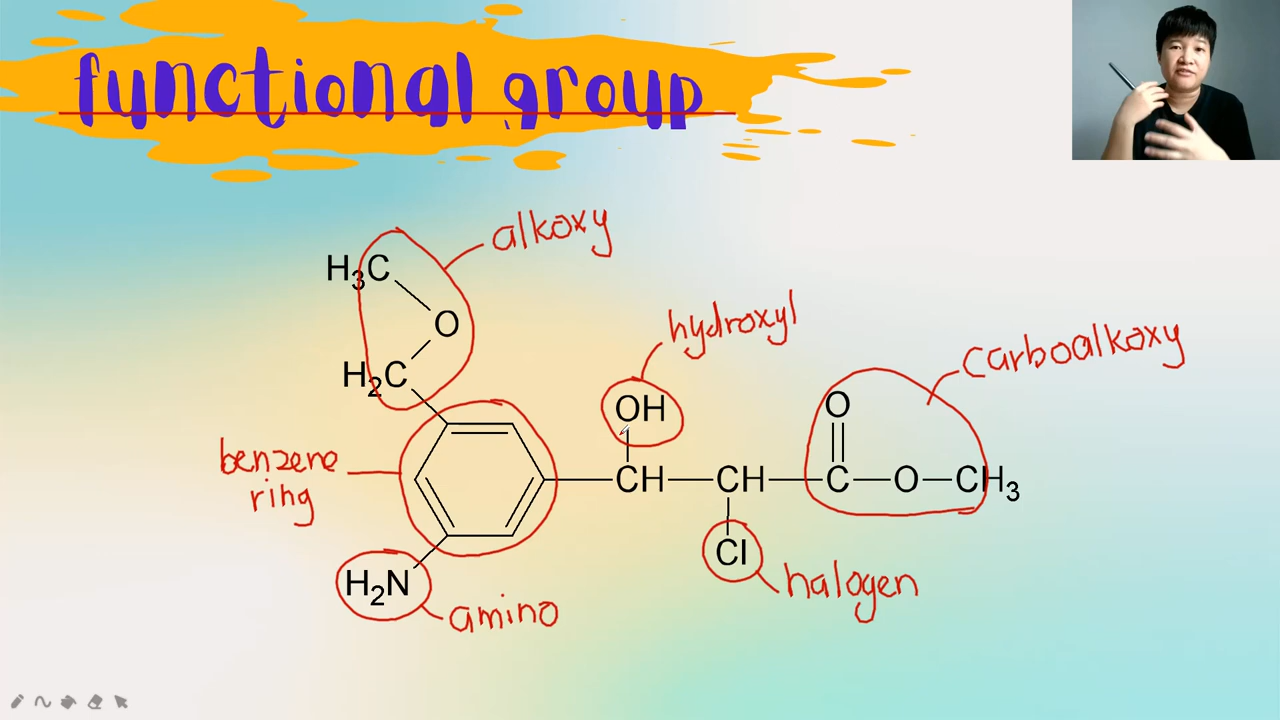 functional group
alkoxy
H3C
O
hydroxyl
carboalkoxy
H2C
OH
O
benzene
ring
CH
CH
C
O
CH3
Cl
H2N
halogen
amino